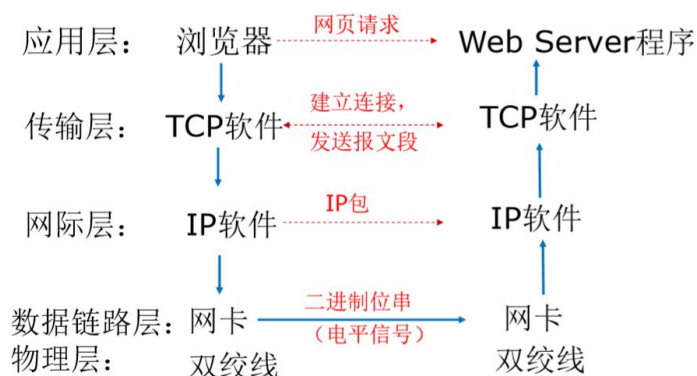 应用层： 浏览器 网页请求 Web Server程序
传输层： TCP软件 建立连接， TCP软件
发送报文段
网际层： IP软件 IP包 IP软件
数据链路层： 网卡 二进制位串 网卡
（电平信号）
物理层： 双绞线 双绞线